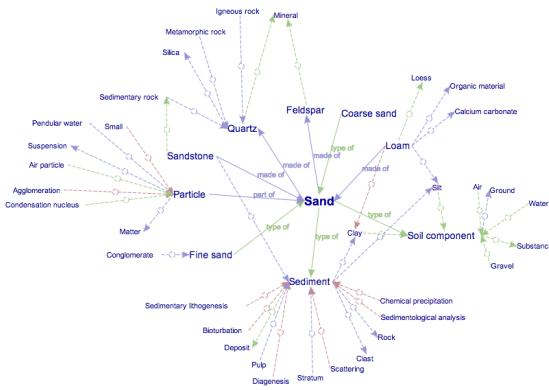 Igneous rock
Mineral
Metamorphic rock
Silica
Loess
Organic material
Sedimentary rock
Calcium carbonate
Feldspar
Coarse sand
Pendular water
Small
Quartz
type of
Suspension
Sandstone
made of
Loam
Air particle
made of
made of
Agglomeration
Particle
part of
Sand
Silt
Air
Ground
Condensation nucleus
Water
Matter
type of
type of
type of
Clay
Soil component
Substance
Conglomerate
Fine sand
Gravel
Sediment
Sedimentary lithogenesis
Chemical precipitation
Sedimentological analysis
Bioturbation
Rock
Deposit
Clast
Pulp
Scattering
Diagenesis
Stratum